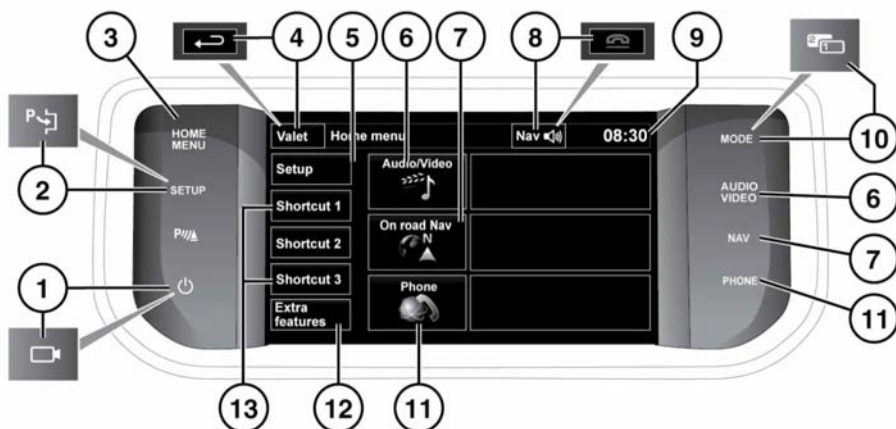 3
4
5
6
7
8
9
2
1
P
HOME
MENU
Valet
Home menu
Nav
08:30
MODE
10
2
SETUP
Setup
Audio/Video
AUDIO
VIDEO
6
Shortcut 1
On road Nav
N
P
Shortcut 2
NAV
7
1
Shortcut 3
Phone
PHONE
11
Extra
features
13
12
11